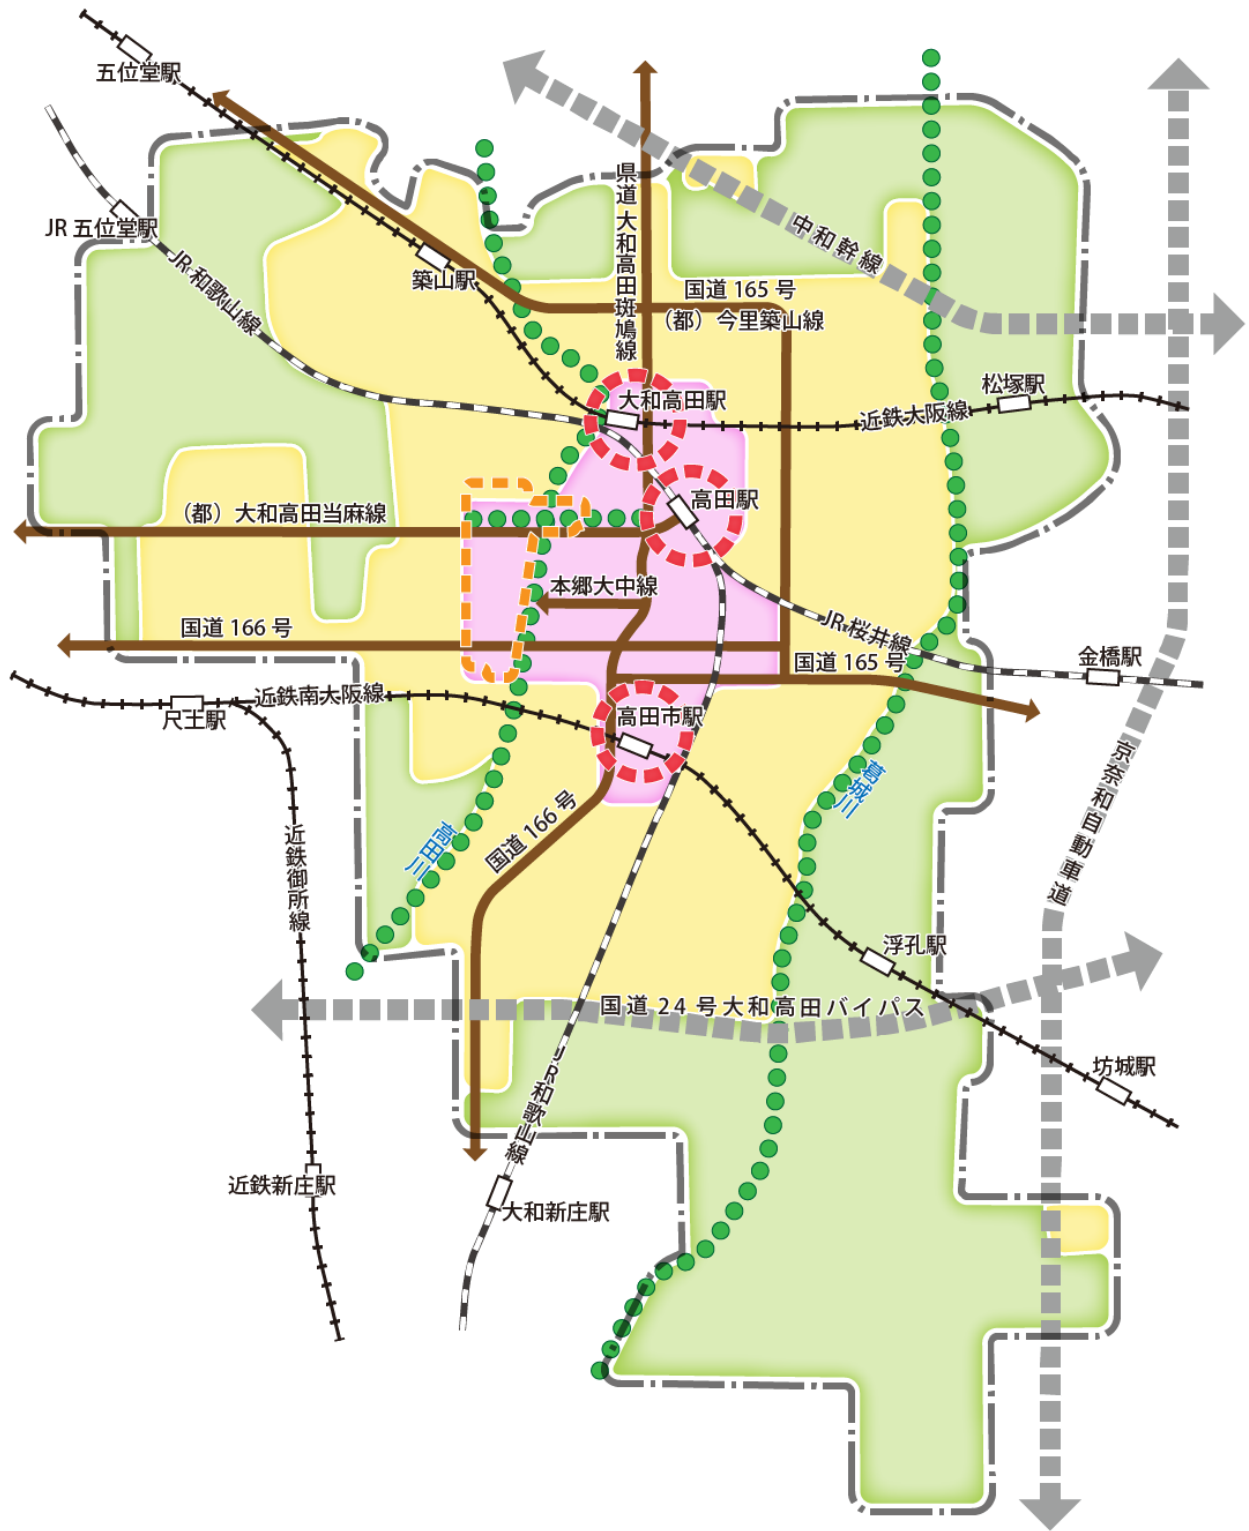 五位堂駅
JR 五位堂駅
JR 和歌山線
築山駅
県道 大和高田斑鳩線
中和幹線
国道 165 号
（都）今里築山線
大和高田駅
松塚駅
近鉄大阪線
高田駅
（都）大和高田当麻線
本郷大中線
国道 166 号
JR 桜井線
金橋駅
国道 165 号
近鉄南大阪線
尺土駅
高田市駅
京奈和自動車道
葛城川
高田川
国道 166 号
近鉄御所線
浮孔駅
国道 24 号大和高田バイパス
坊城駅
JR和歌山線
近鉄新庄駅
大和新庄駅